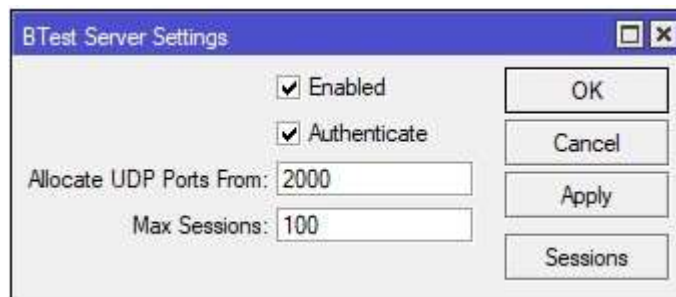 BTest Server Settings
Enabled
Authenticate
Allocate UDP Ports From: 2000
Max Sessions: 100
OK
Cancel
Apply
Sessions